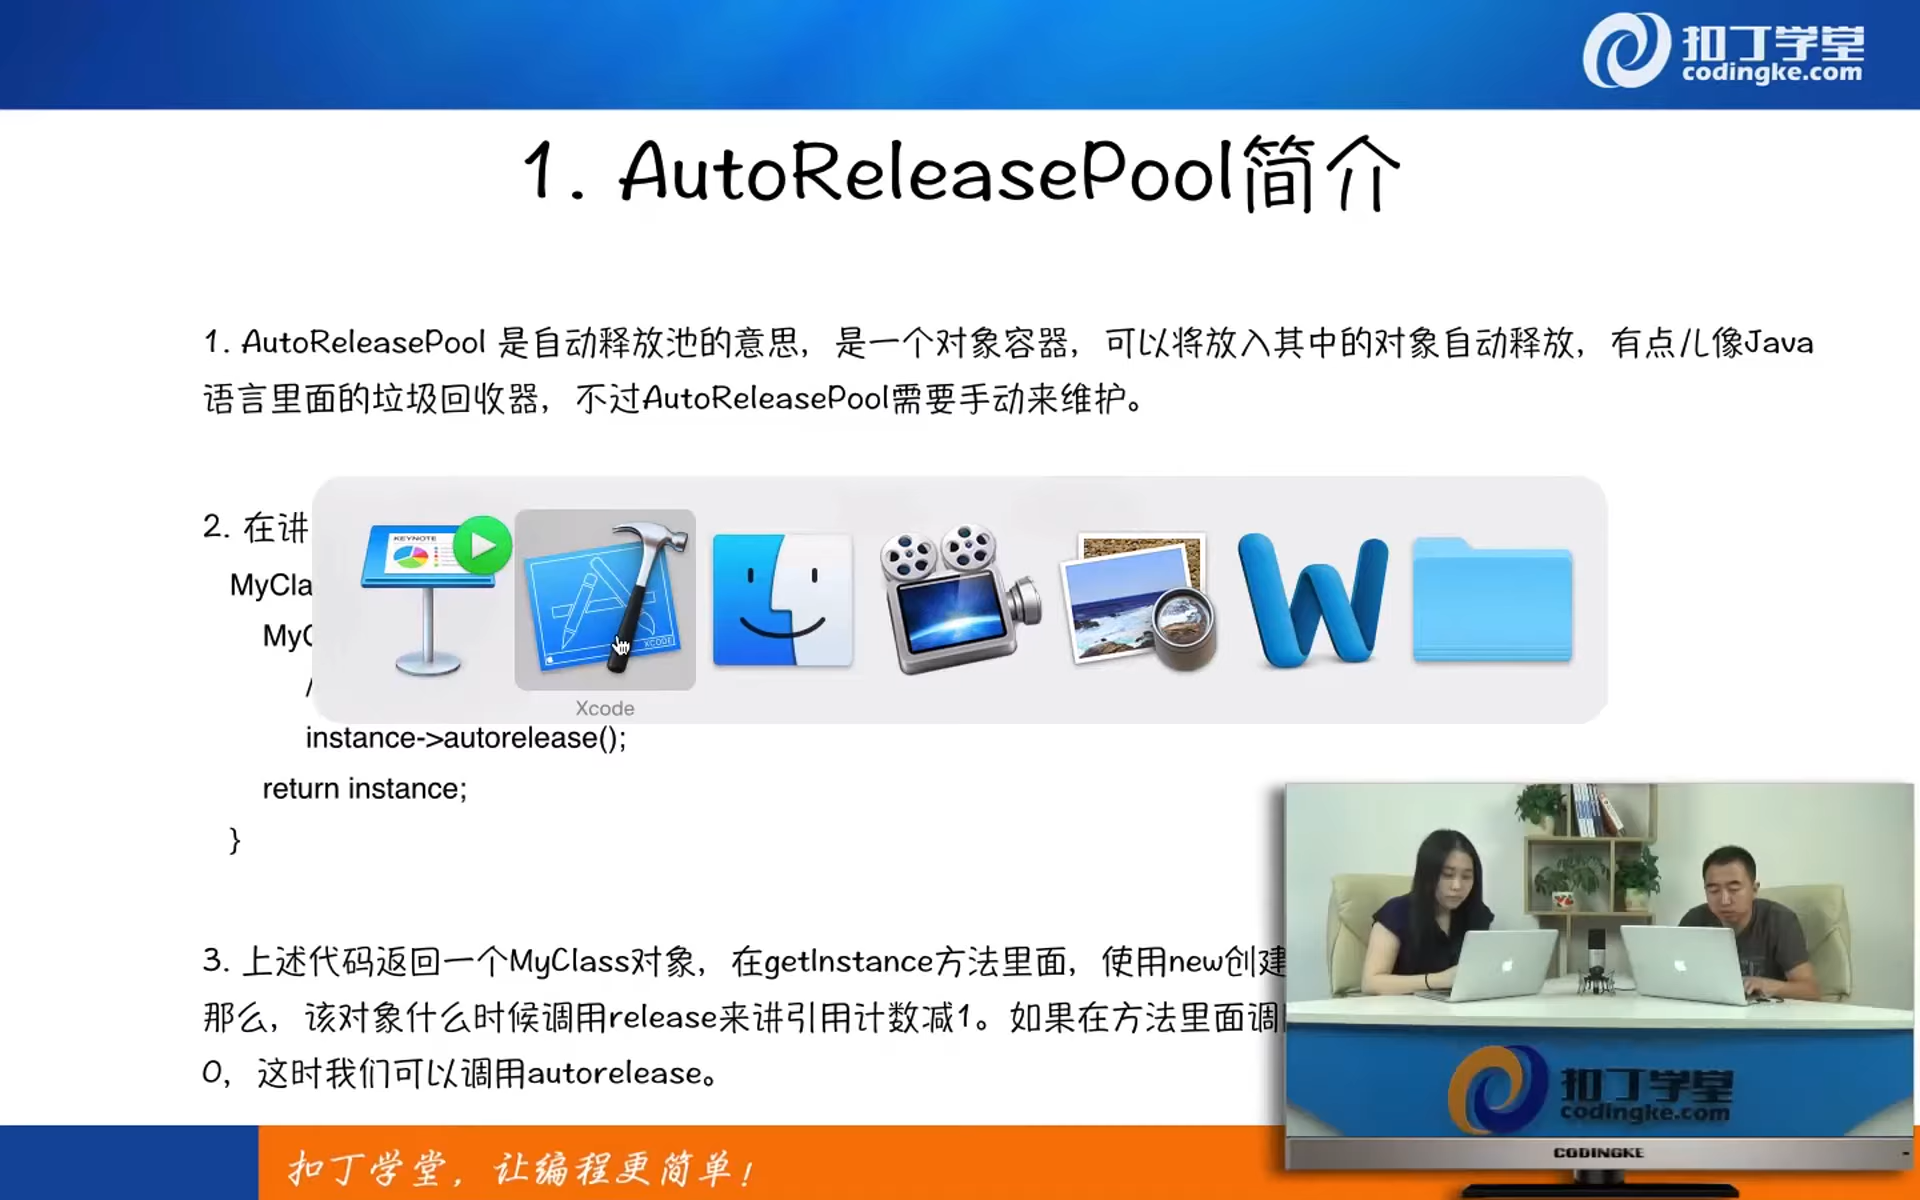 扣丁学堂
codingke.com
1. AutoReleasePool简介
1. AutoReleasePool 是自动释放池的意思，是一个对象容器，可以将放入其中的对象自动释放，有点儿像Java
语言里面的垃圾回收器，不过AutoReleasePool需要手动来维护。
2. 在讲
MyCla
MyC
/
KEYNOTE
XCODE
Xcode
instance->autorelease();
return instance;
}
3. 上述代码返回一个MyClass对象，在getInstance方法里面，使用new创建
那么，该对象什么时候调用release来讲引用计数减1。如果在方法里面调
0，这时我们可以调用autorelease。
扣丁学堂
codingke.com
CODINGKE
扣丁学堂，让编程更简单！